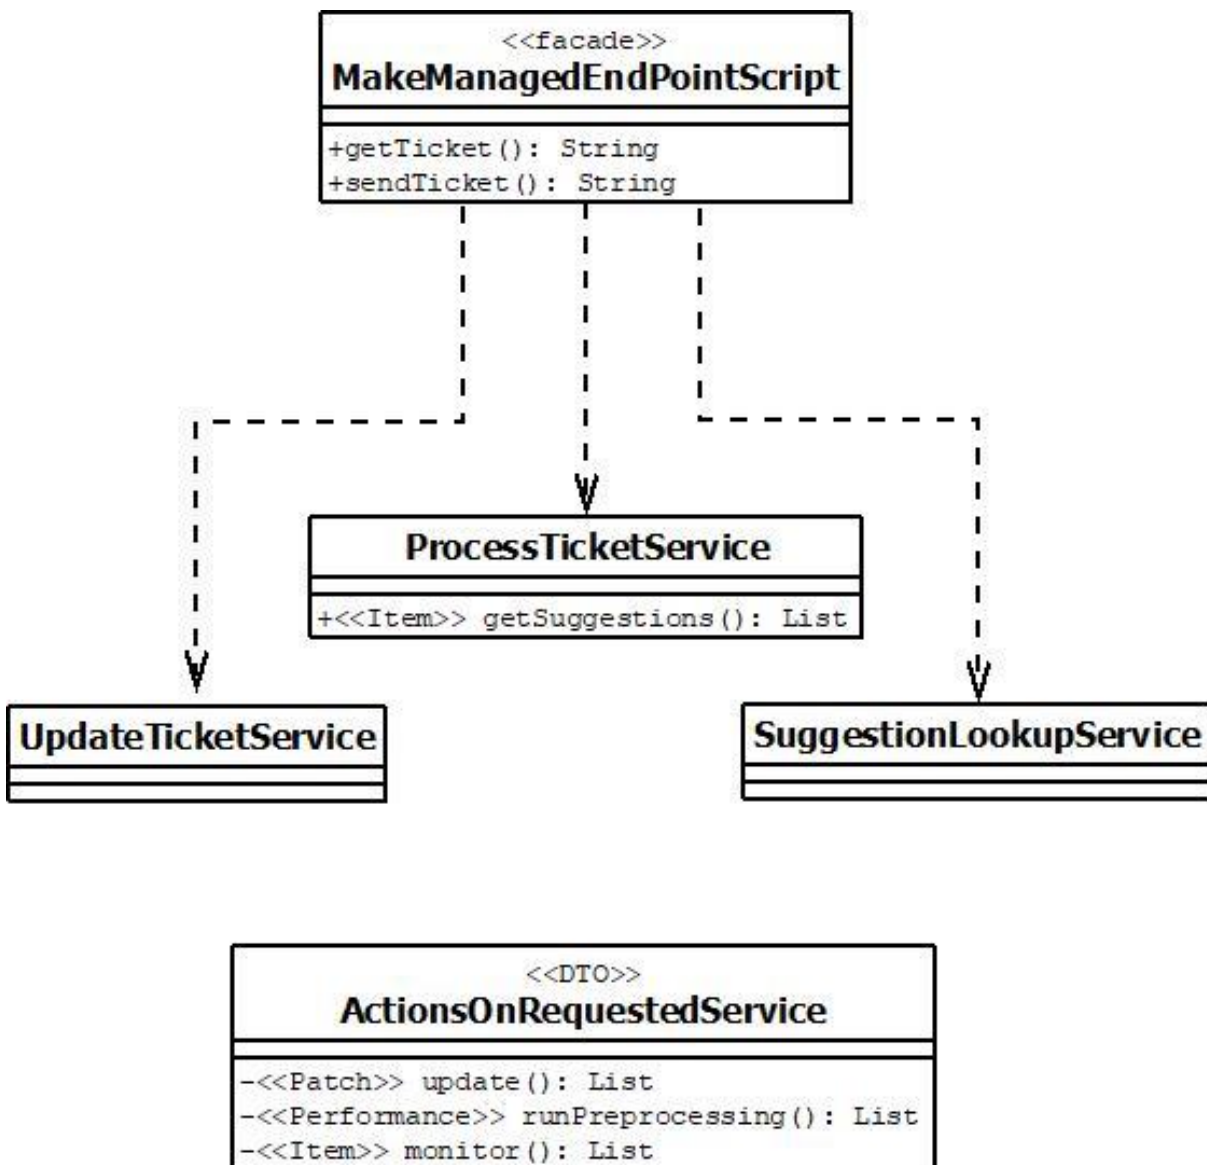 <<facade>>
MakeManagedEndPointScript
+getTicket(): String
+sendTicket(): String
ProcessTicketService
+<<Item>> getSuggestions(): List
UpdateTicketService
SuggestionLookupService
<<DTO>>
ActionsOnRequestedService
-<<Patch>> update(): List
-<<Performance>> runPreprocessing(): List
-<<Item>> monitor(): List